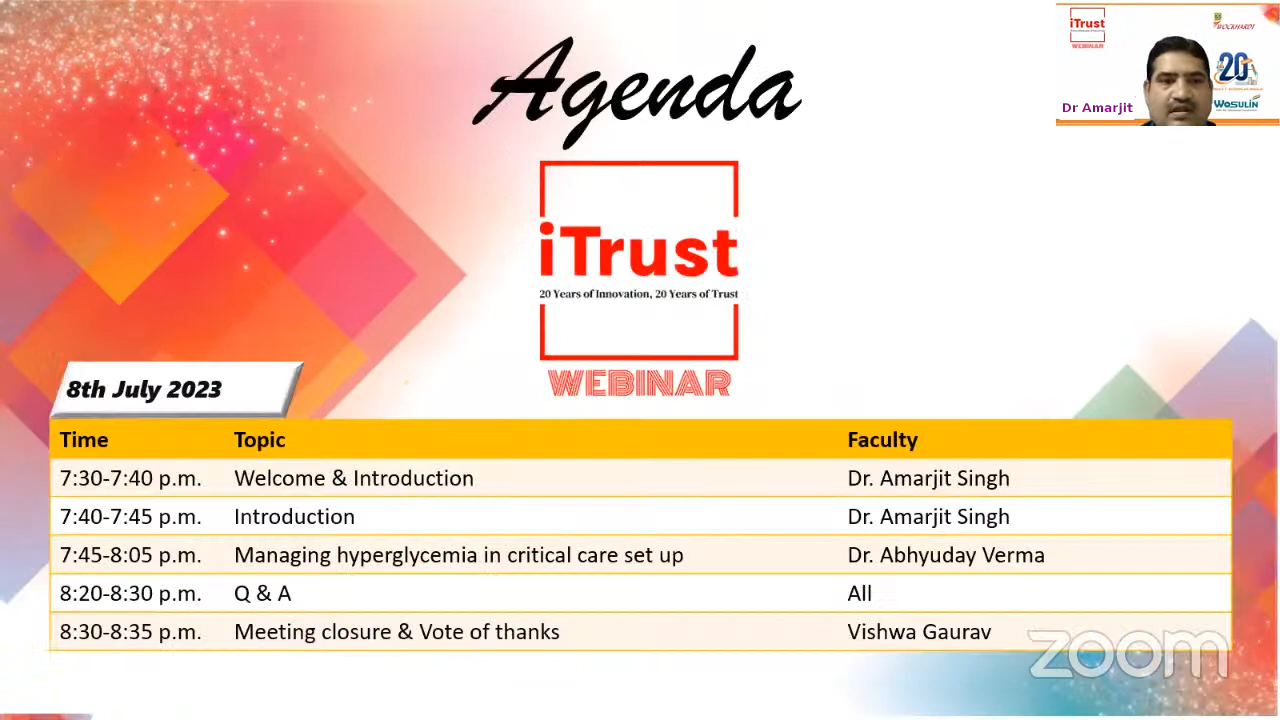 Agenda
iTrust
WEBINAR
WOCKHARDT
20
Dr Amarjit
WOSULIN
iTrust
20 Years of Innovation, 20 Years of Trust
WEBINAR
8th July 2023
Time Topic Faculty
7:30-7:40 p.m. Welcome & Introduction Dr. Amarjit Singh
7:40-7:45 p.m. Introduction Dr. Amarjit Singh
7:45-8:05 p.m. Managing hyperglycemia in critical care set up Dr. Abhyuday Verma
8:20-8:30 p.m. Q & A All
8:30-8:35 p.m. Meeting closure & Vote of thanks Vishwa Gaurav
zoom